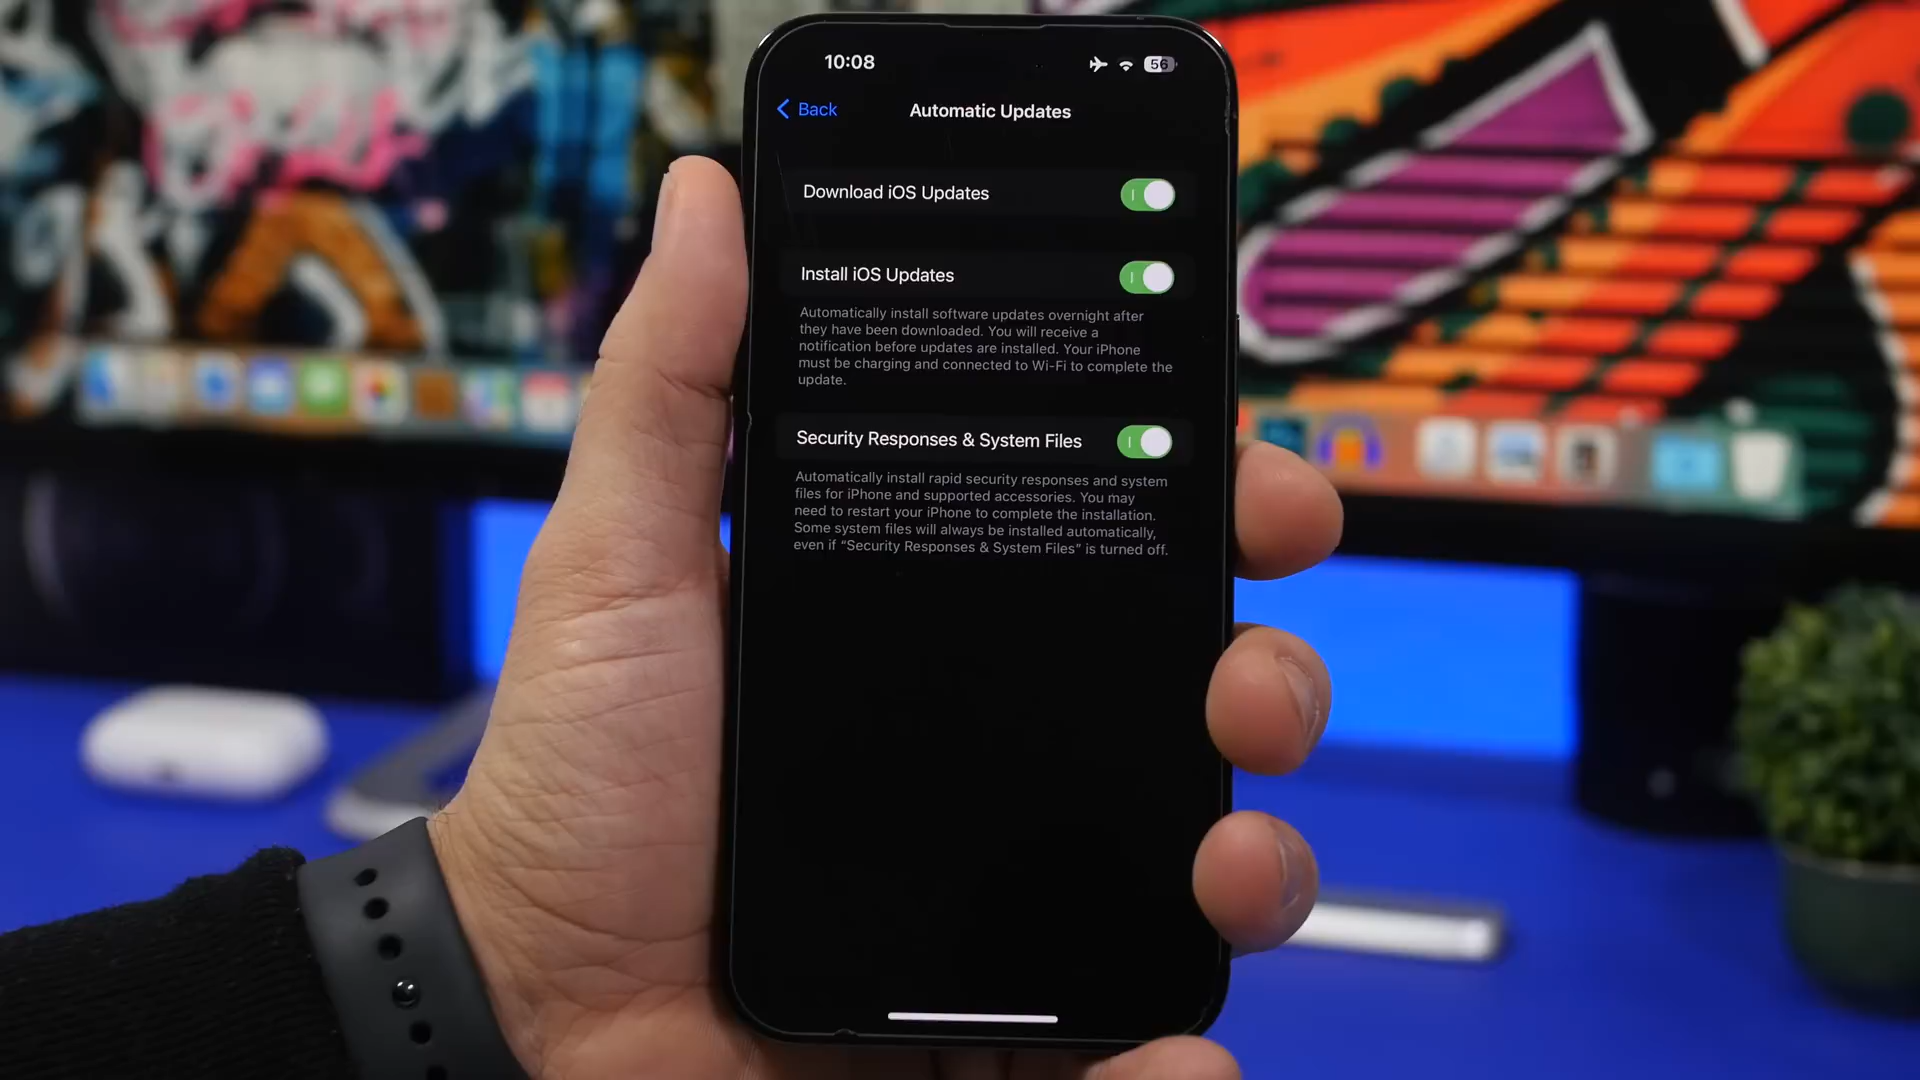 10:08
56
Back
Automatic Updates
Download iOS Updates
Install iOS Updates
Automatically install software updates overnight after
they have been downloaded. You will receive a
notification before updates are installed. Your iPhone
must be charging and connected to Wi-Fi to complete the
update.
Security Responses & System Files
Automatically install rapid security responses and system
files for iPhone and supported accessories. You may
need to restart your iPhone to complete the installation.
Some system files will always be installed automatically,
even if “Security Responses & System Files” is turned off.